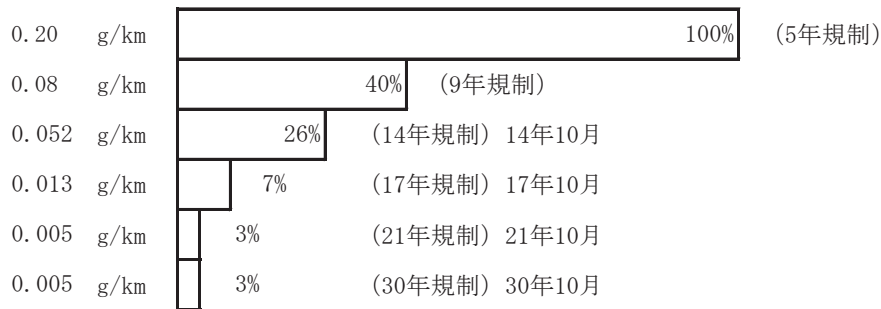 0.20 g/km 100% (5年規制)
0.08 g/km 40% (9年規制)
0.052 g/km 26% (14年規制) 14年10月
0.013 g/km 7% (17年規制) 17年10月
0.005 g/km 3% (21年規制) 21年10月
0.005 g/km 3% (30年規制) 30年10月